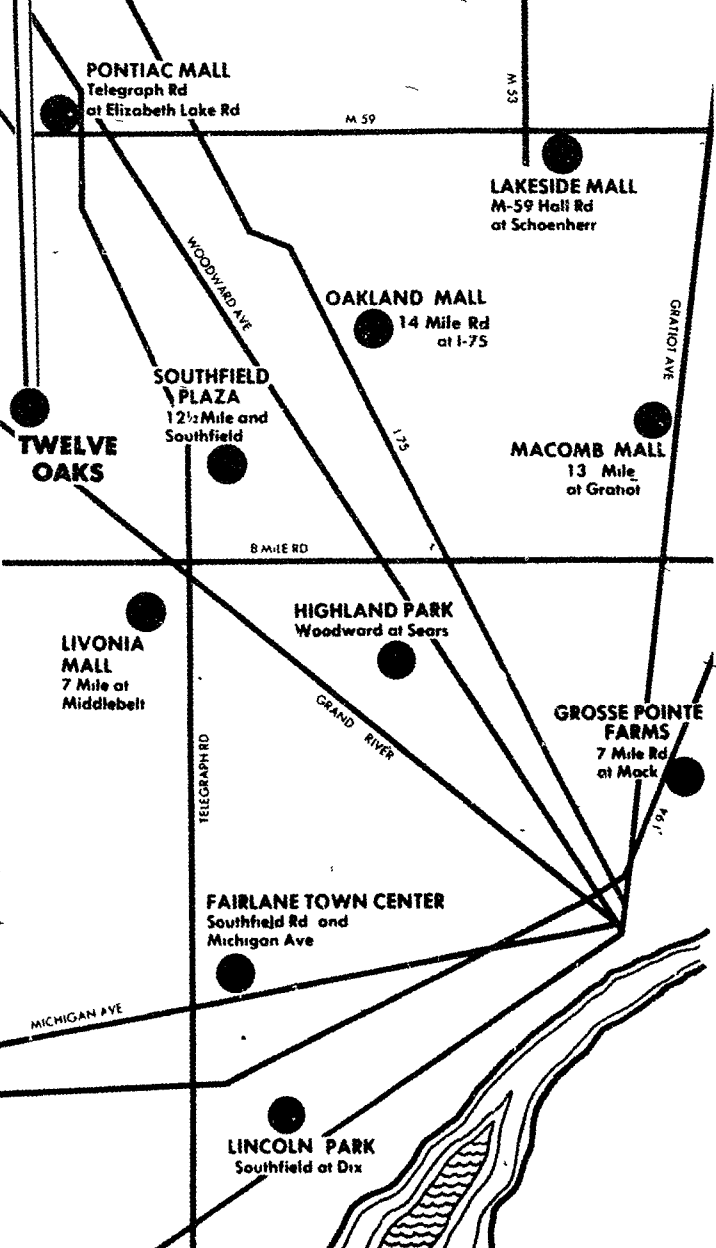 PONTIAC MALL
Telegraph Rd
at Elizabeth Lake Rd
M 53
M 59
LAKESIDE MALL
M-59 Hall Rd
at Schoenherr
WOODWARD AVE
OAKLAND MALL
14 Mile Rd
at I-75
GRATIOT AVE
SOUTHFIELD
PLAZA
12½ Mile and
Southfield
I 75
TWELVE
OAKS
MACOMB MALL
13 Mile
at Gratiot
8 MILE RD
HIGHLAND PARK
Woodward at Sears
LIVONIA
MALL
7 Mile at
Middlebelt
GRAND RIVER
GROSSE POINTE
FARMS
7 Mile Rd
at Mack
TELEGRAPH RD
I 94
FAIRLANE TOWN CENTER
Southfield Rd and
Michigan Ave
MICHIGAN AVE
LINCOLN PARK
Southfield at Dix